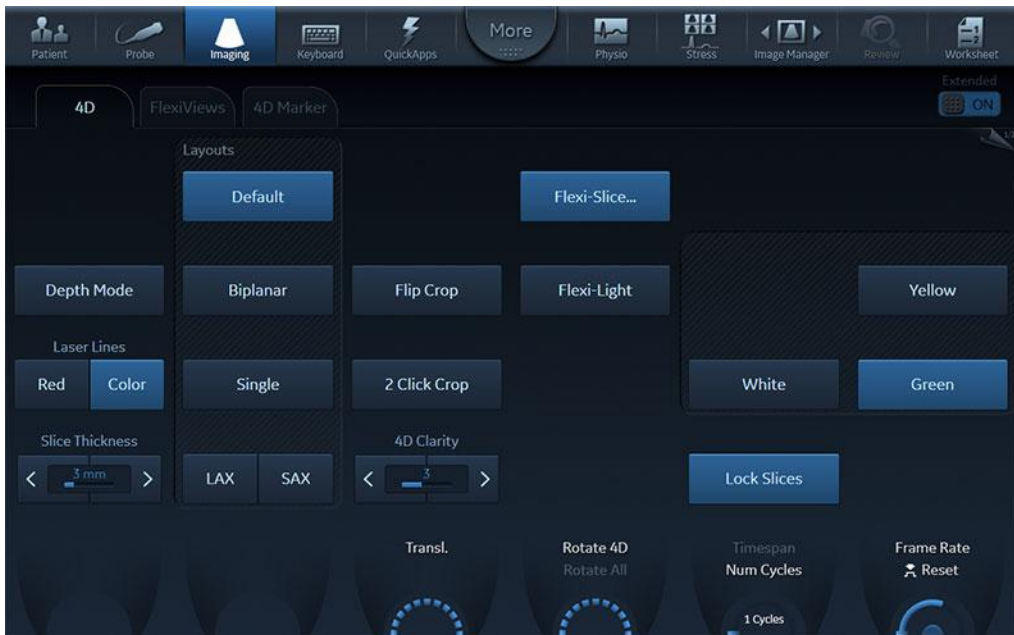 Patient
Probe
Imaging
Keyboard
QuickApps
More
Physio
Stress
Image Manager
Review
Worksheet
Extended
ON
4D
FlexiViews
4D Marker
Layouts
Default
Flexi-Slice...
Depth Mode
Biplanar
Flip Crop
Flexi-Light
Yellow
Laser Lines
Red
Color
Single
2 Click Crop
White
Green
Slice Thickness
4D Clarity
< 3 mm >
LAX
SAX
< 3 >
Lock Slices
Transl.
Rotate 4D
Rotate All
Timespan
Num Cycles
1 Cycles
Frame Rate
Reset